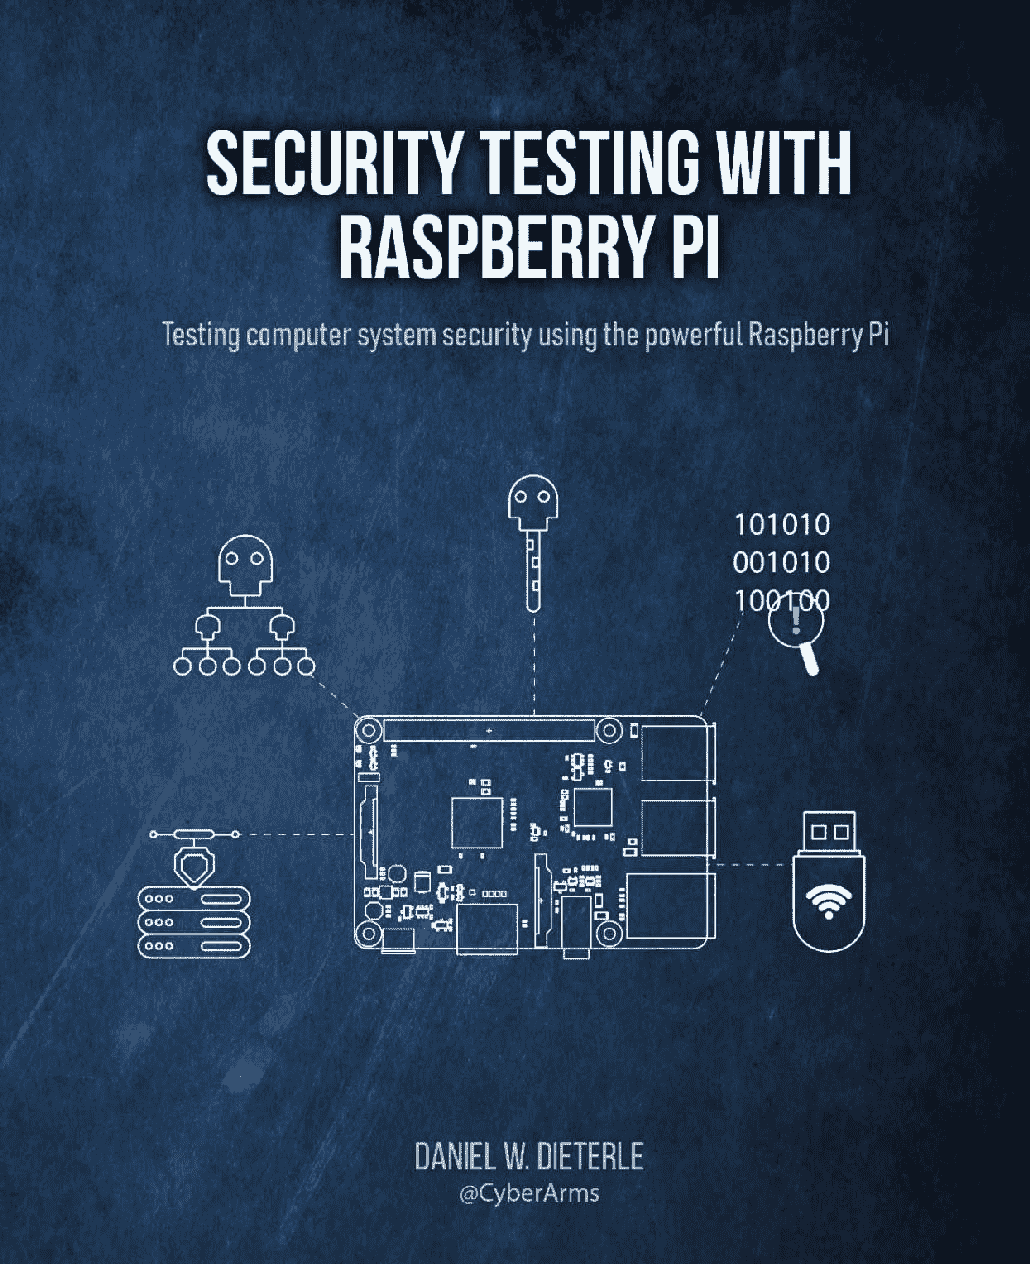 SECURITY TESTING WITH
RASPBERRY PI
Testing computer system security using the powerful Raspberry Pi
101010
001010
100100
!
DANIEL W. DIETERLE
@CyberArms